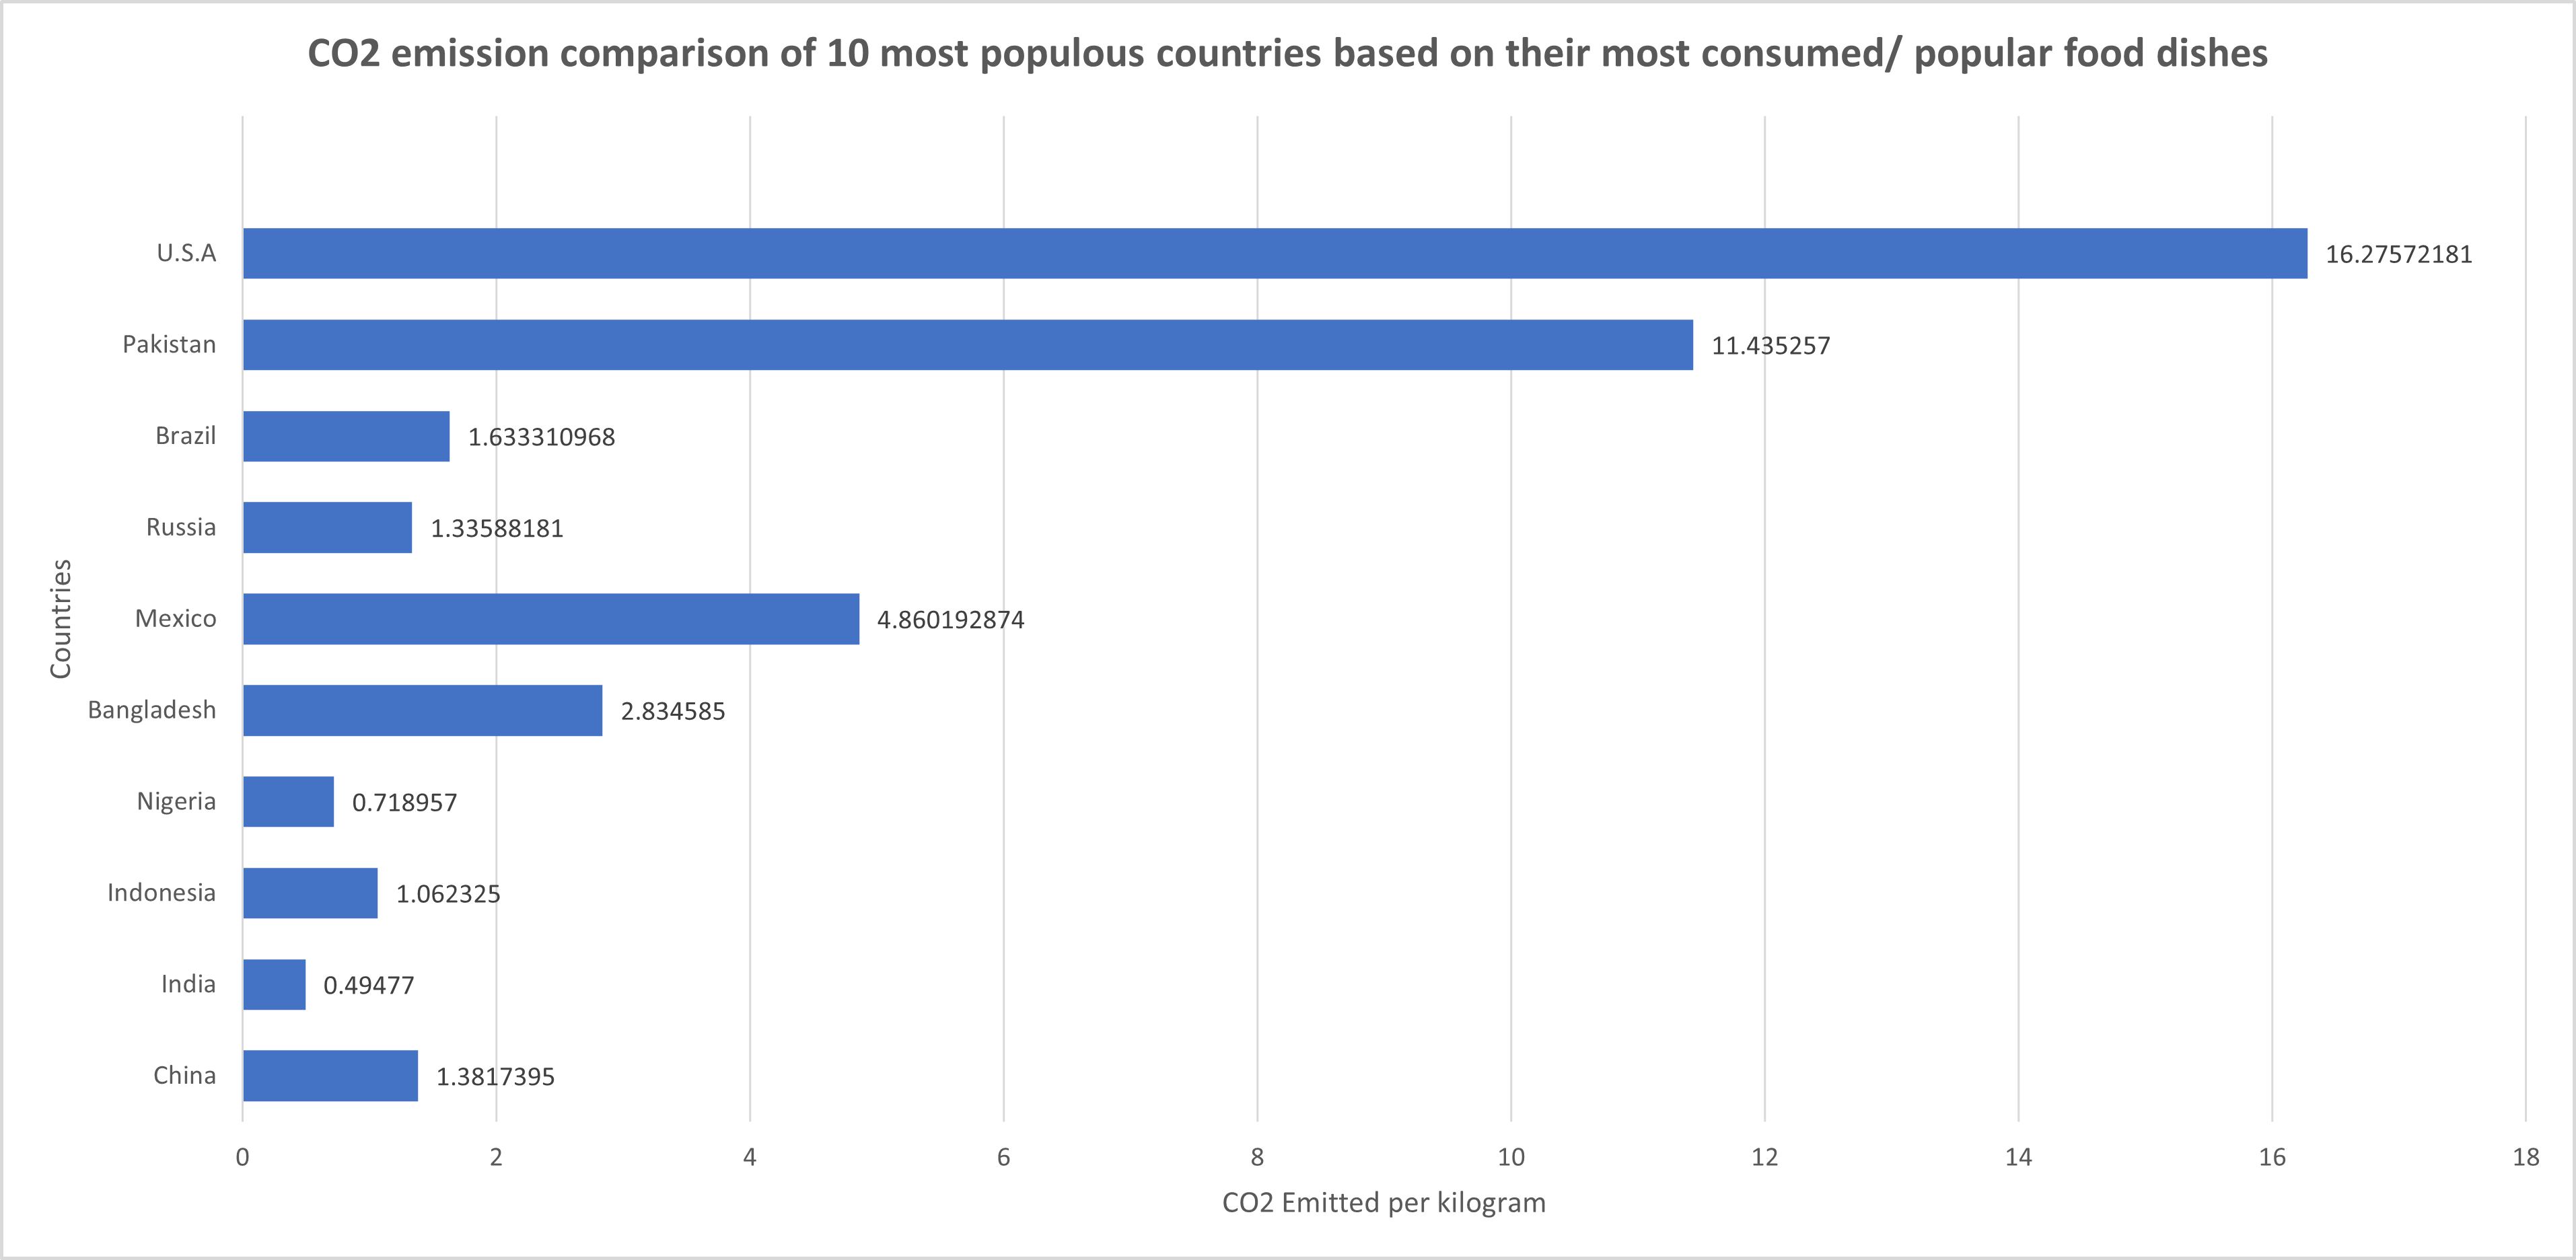 CO2 emission comparison of 10 most populous countries based on their most consumed/ popular food dishes
Countries
U.S.A 16.27572181
Pakistan 11.435257
Brazil 1.633310968
Russia 1.33588181
Mexico 4.860192874
Bangladesh 2.834585
Nigeria 0.718957
Indonesia 1.062325
India 0.49477
China 1.3817395
0 2 4 6 8 10 12 14 16 18
CO2 Emitted per kilogram